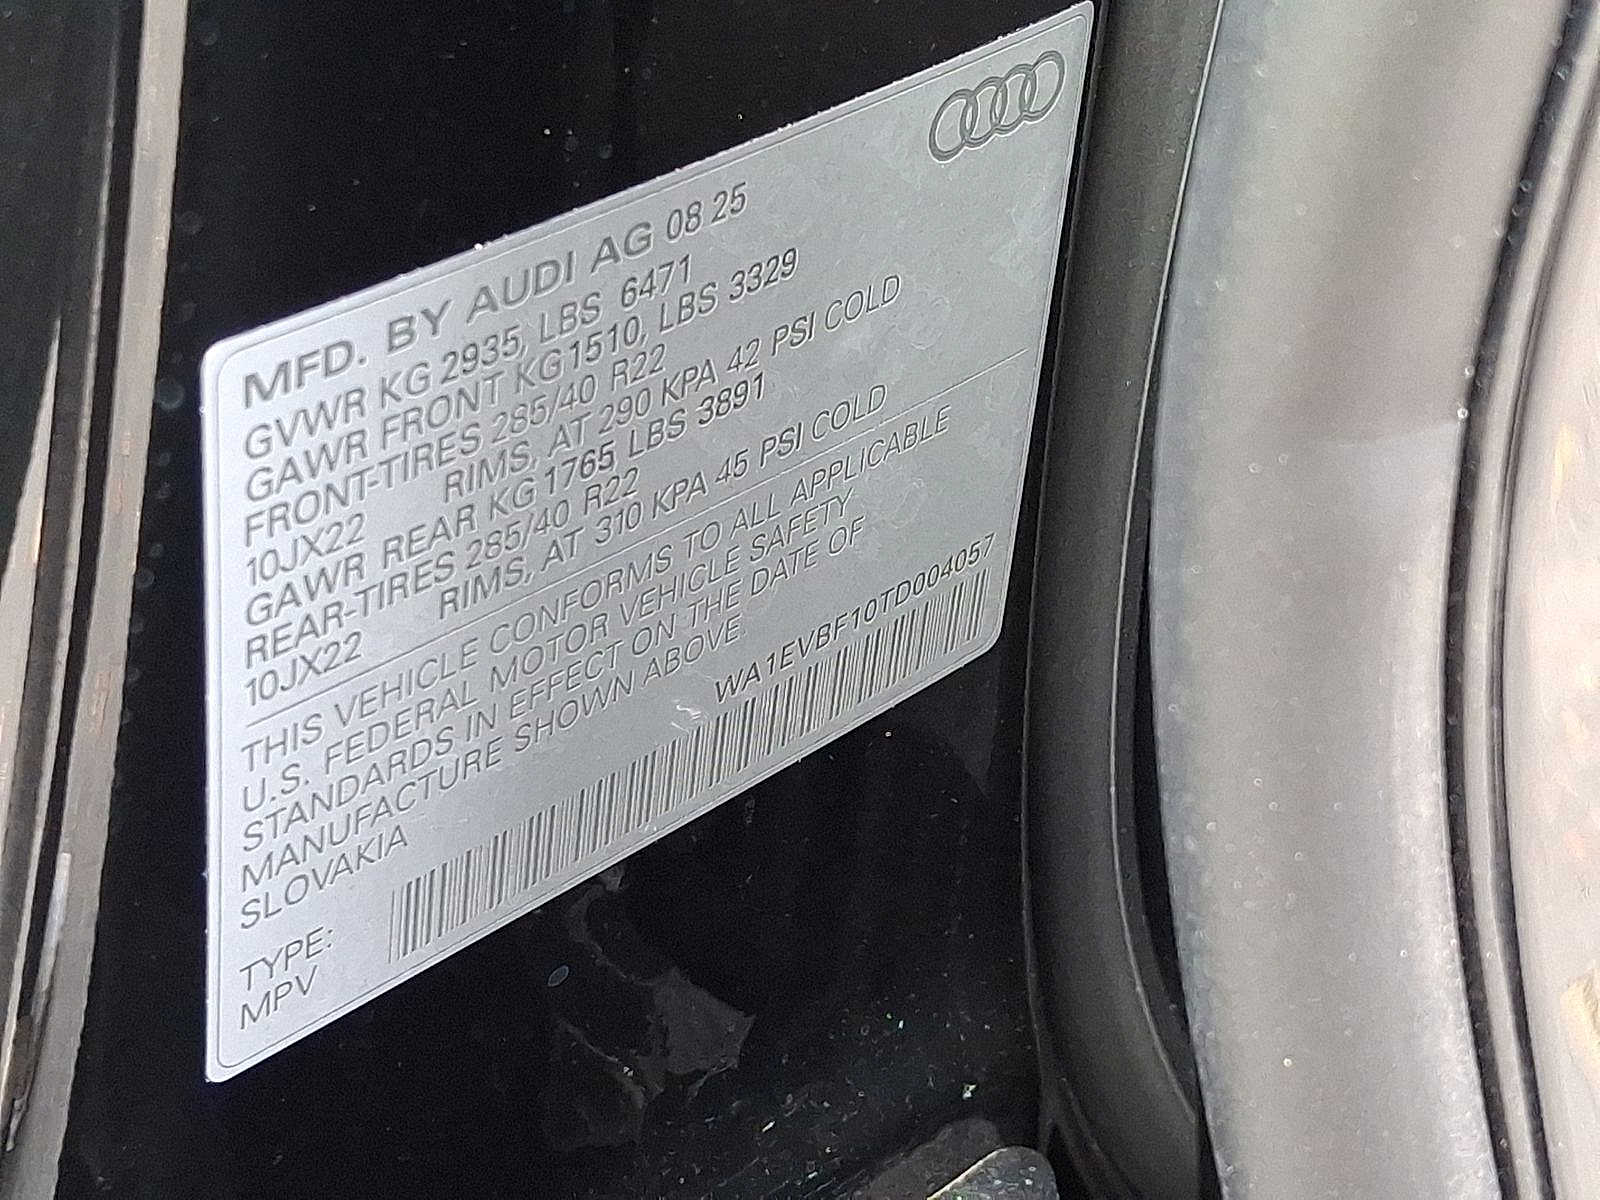 MFD. BY AUDI AG 08 25
GVWR KG 2935, LBS 6471
GAWR FRONT KG1510, LBS 3329
FRONT-TIRES 285/40 R22
10JX22 RIMS, AT 290 KPA 42 PSI COLD
GAWR REAR KG 1765, LBS 3891
REAR-TIRES 285/40 R22
10JX22 RIMS, AT 310 KPA 45 PSI COLD
THIS VEHICLE CONFORMS TO ALL APPLICABLE
U.S. FEDERAL MOTOR VEHICLE SAFETY
STANDARDS IN EFFECT ON THE DATE OF
MANUFACTURE SHOWN ABOVE.
SLOVAKIA
WA1EVBF10TD004057
TYPE:
MPV